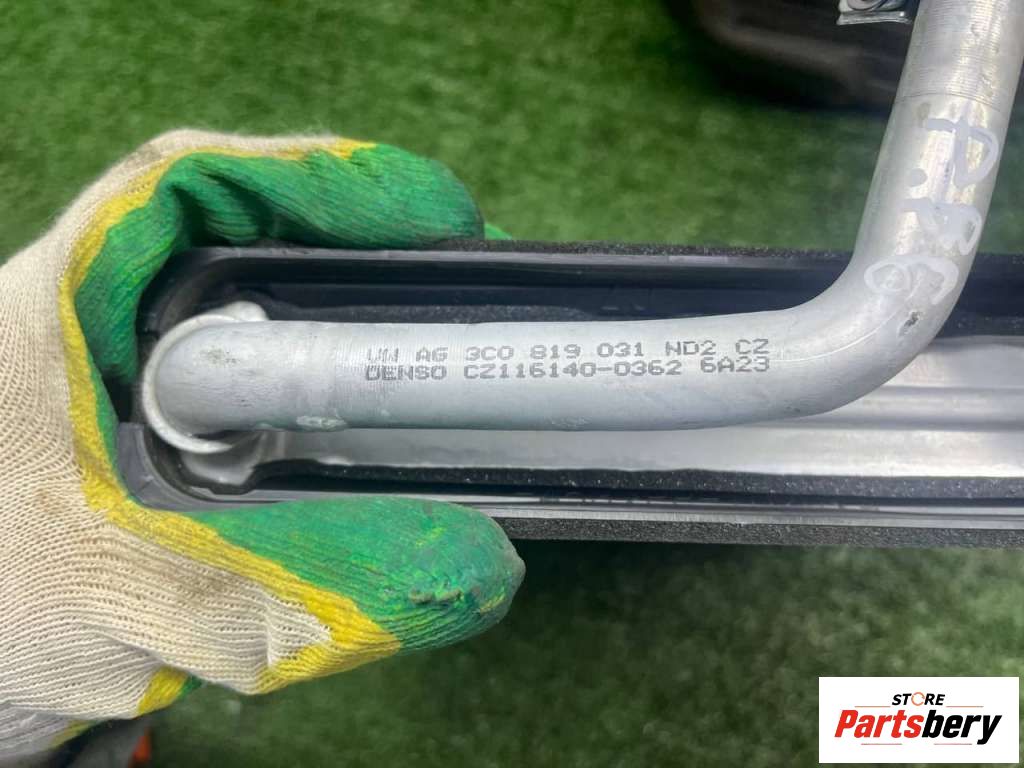 VW AG 3C0 819 031 ND2 CZ
DENSO CZ116140-0362 6A23
STORE
Partsbery